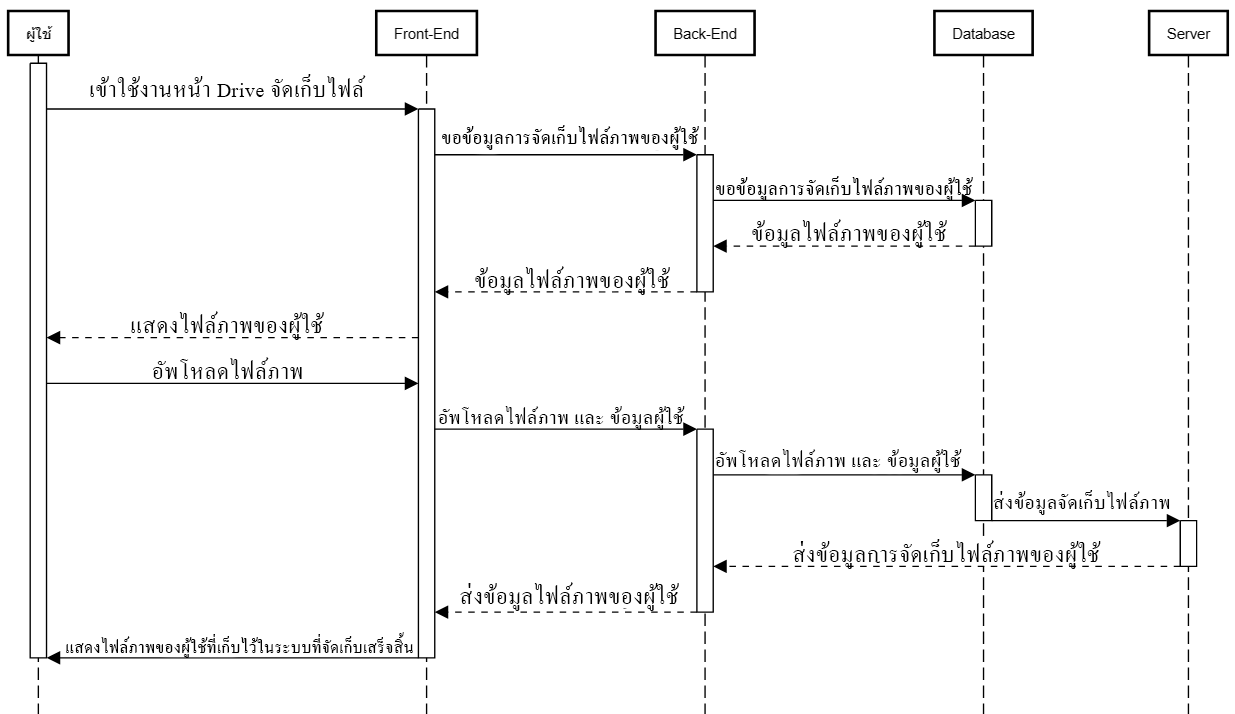 ผู้ใช้
Front-End
Back-End
Database
Server
เข้าใช้งานหน้า Drive จัดเก็บไฟล์
ขอข้อมูลการจัดเก็บไฟล์ภาพของผู้ใช้
ขอข้อมูลการจัดเก็บไฟล์ภาพของผู้ใช้
ข้อมูลไฟล์ภาพของผู้ใช้
ข้อมูลไฟล์ภาพของผู้ใช้
แสดงไฟล์ภาพของผู้ใช้
อัพโหลดไฟล์ภาพ
อัพโหลดไฟล์ภาพ และ ข้อมูลผู้ใช้
อัพโหลดไฟล์ภาพ และ ข้อมูลผู้ใช้
ส่งข้อมูลจัดเก็บไฟล์ภาพ
ส่งข้อมูลการจัดเก็บไฟล์ภาพของผู้ใช้
ส่งข้อมูลไฟล์ภาพของผู้ใช้
แสดงไฟล์ภาพของผู้ใช้ที่เก็บไว้ในระบบที่จัดเก็บเสร็จสิ้น